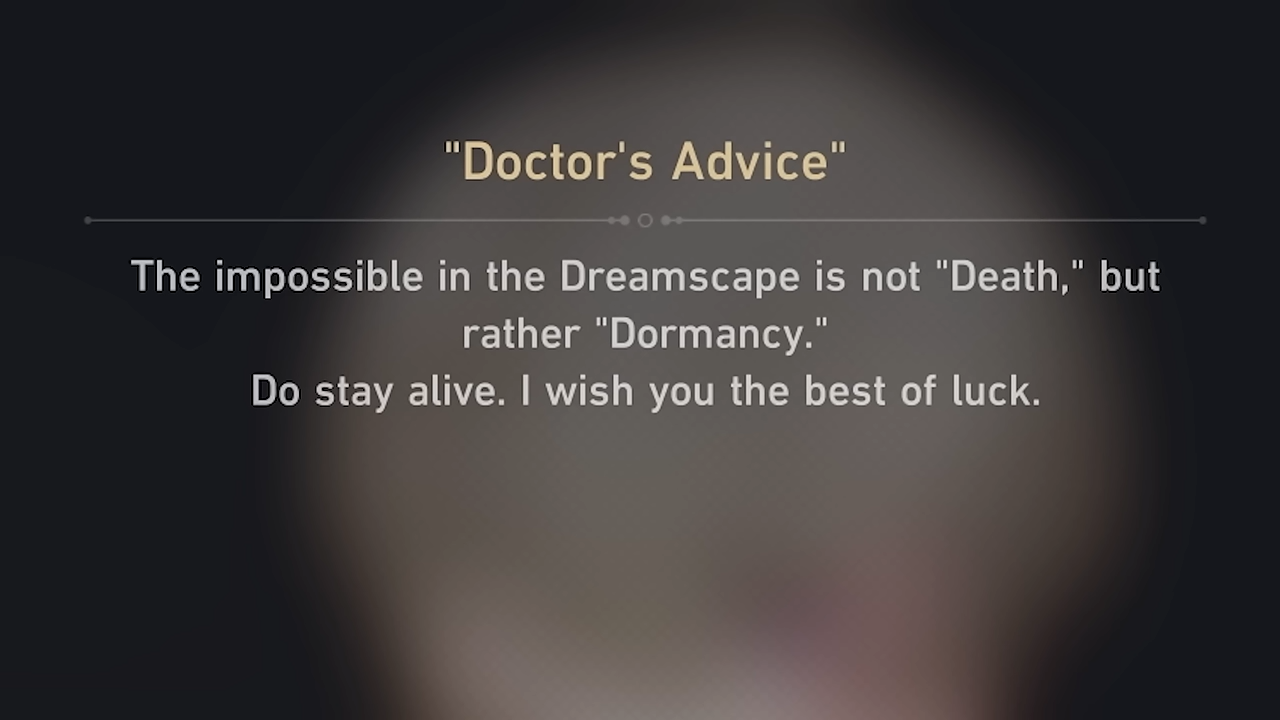 "Doctor's Advice"
The impossible in the Dreamscape is not "Death," but
rather "Dormancy."
Do stay alive. I wish you the best of luck.